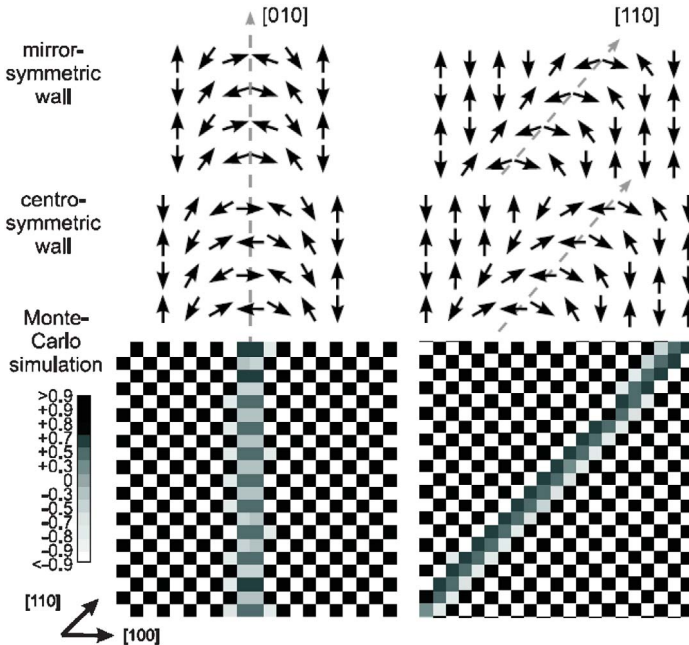 [010]
[110]
mirror-
symmetric
wall
centro-
symmetric
wall
Monte-
Carlo
simulation
>0.9
+0.9
+0.8
+0.7
+0.5
+0.3
0
−0.3
−0.5
−0.7
−0.8
−0.9
<−0.9
[110]
[100]